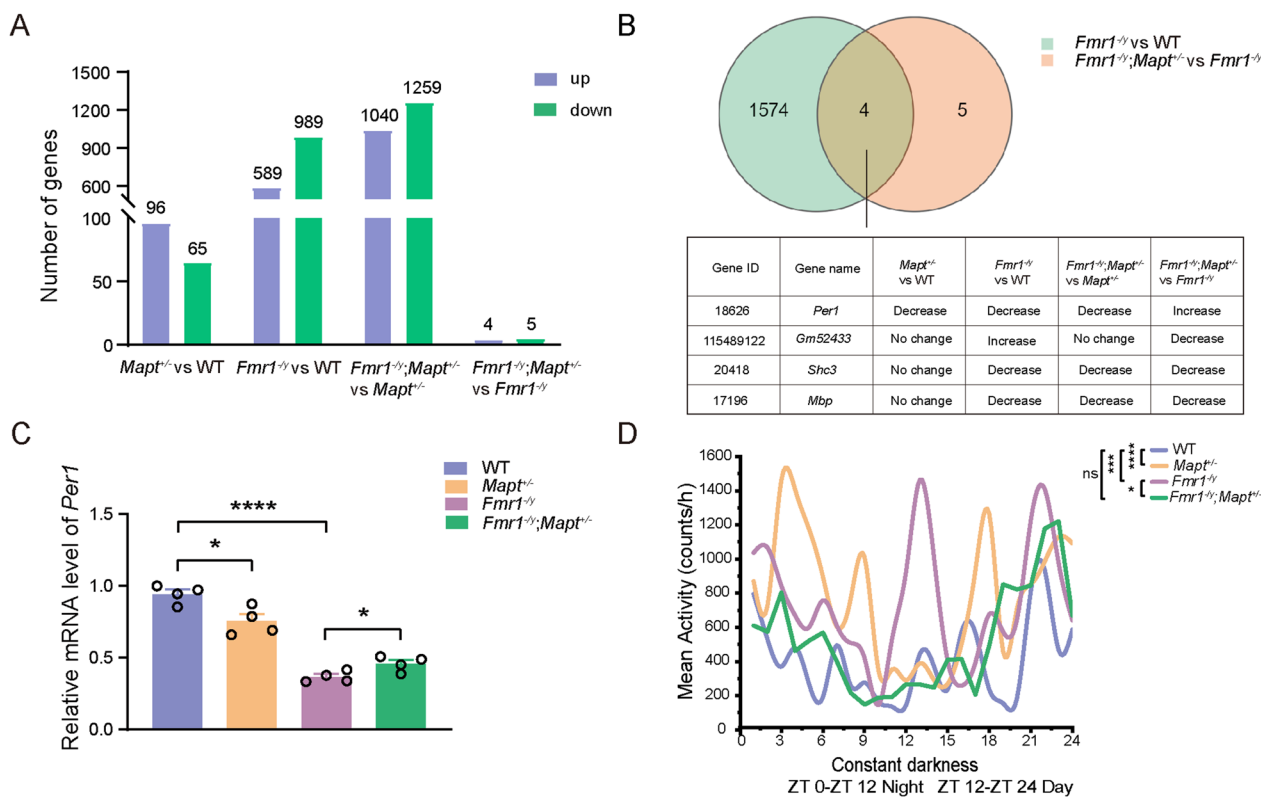 A
Number of genes
1500
1200
900
600
100
50
0
up
down
96
65
589
989
1040
1259
4
5
Mapt+/- vs WT
Fmr1-/y vs WT
Fmr1-/y;Mapt+/-
vs Mapt+/-
Fmr1-/y;Mapt+/-
vs Fmr1-/y
B
1574
4
5
Fmr1-/y vs WT
Fmr1-/y;Mapt+/- vs Fmr1-/y
Gene ID Gene name Mapt+/- vs WT Fmr1-/y vs WT Fmr1-/y;Mapt+/- vs Mapt+/- Fmr1-/y;Mapt+/- vs Fmr1-/y
18626 Per1 Decrease Decrease Decrease Increase
115489122 Gm52433 No change Increase No change Decrease
20418 Shc3 No change Decrease Decrease Decrease
17196 Mbp No change Decrease Decrease Decrease
C
Relative mRNA level of Per1
1.5
1.0
0.5
0.0
****
*
*
WT
Mapt+/-
Fmr1-/y
Fmr1-/y;Mapt+/-
D
Mean Activity (counts/h)
1600
1400
1200
1000
800
600
400
200
0
0 3 6 9 12 15 18 21 24
Constant darkness
ZT 0-ZT 12 Night ZT 12-ZT 24 Day
ns
***
****
*
WT
Mapt+/-
Fmr1-/y
Fmr1-/y;Mapt+/-